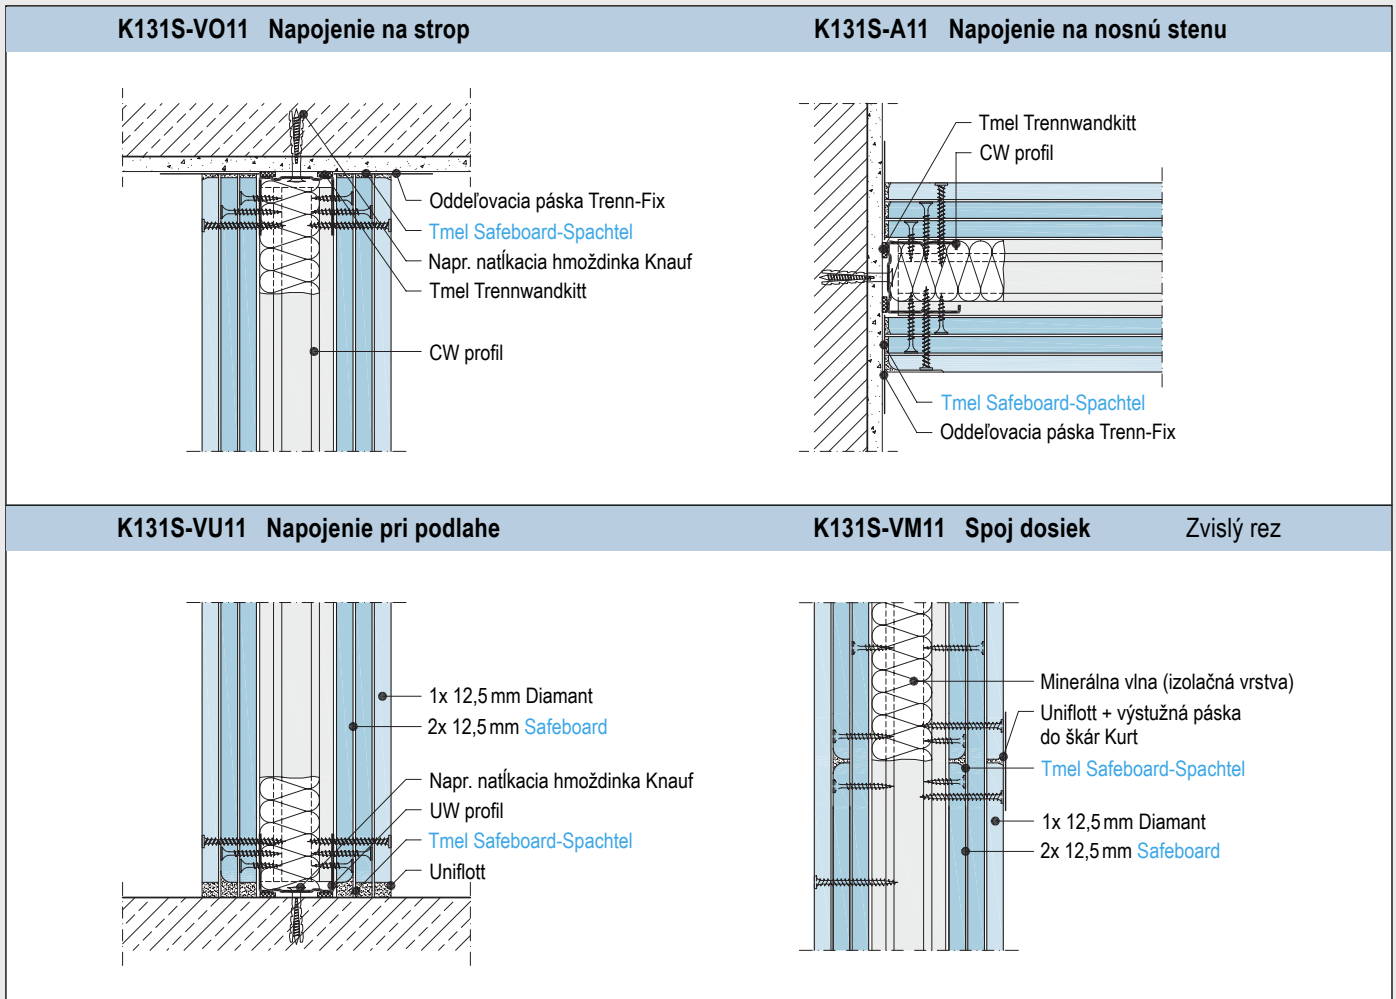 K131S-VO11 Napojenie na strop
Oddeľovacia páska Trenn-Fix
Tmel Safeboard-Spachtel
Napr. natĺkacia hmoždinka Knauf
Tmel Trennwandkitt
CW profil
K131S-A11 Napojenie na nosnú stenu
Tmel Trennwandkitt
CW profil
Tmel Safeboard-Spachtel
Oddeľovacia páska Trenn-Fix
K131S-VU11 Napojenie pri podlahe
1x 12,5 mm Diamant
2x 12,5 mm Safeboard
Napr. natĺkacia hmoždinka Knauf
UW profil
Tmel Safeboard-Spachtel
Uniflott
K131S-VM11 Spoj dosiek Zvislý rez
Minerálna vlna (izolačná vrstva)
Uniflott + výstužná páska
do škár Kurt
Tmel Safeboard-Spachtel
1x 12,5 mm Diamant
2x 12,5 mm Safeboard